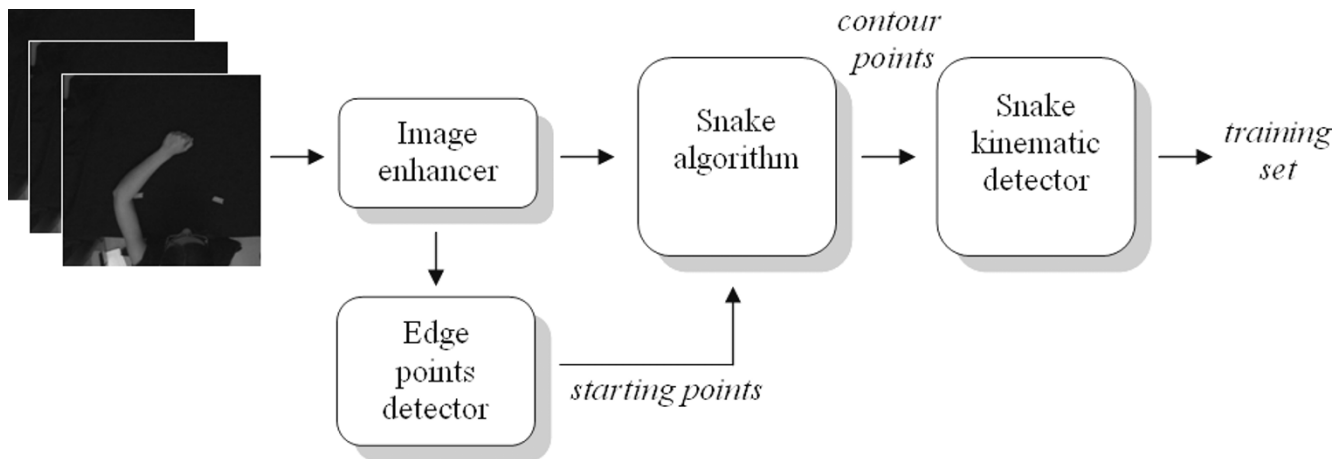 Image
enhancer
Edge
points
detector
starting points
Snake
algorithm
contour
points
Snake
kinematic
detector
training
set